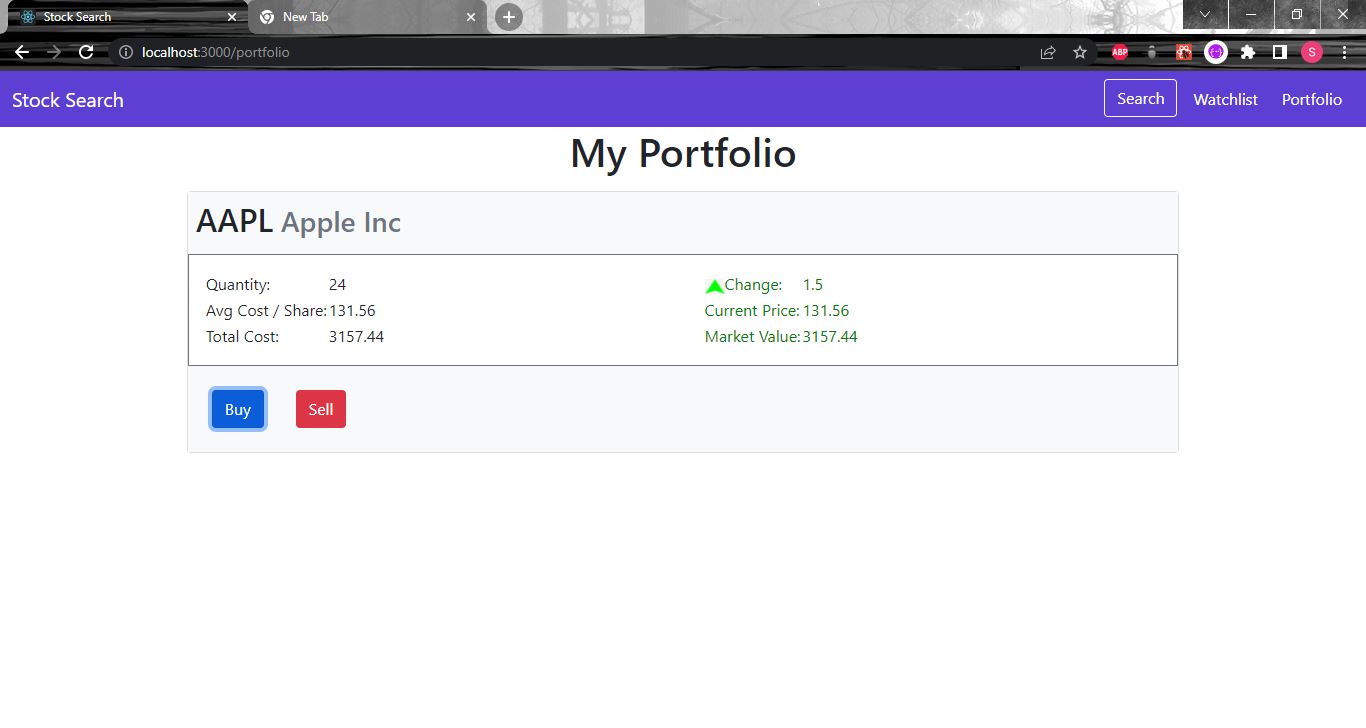 Stock Search
New Tab
localhost:3000/portfolio
ABP
S
Stock Search
Search
Watchlist
Portfolio
My Portfolio
AAPL Apple Inc
Quantity: 24
Avg Cost / Share: 131.56
Total Cost: 3157.44
Change: 1.5
Current Price: 131.56
Market Value: 3157.44
Buy
Sell